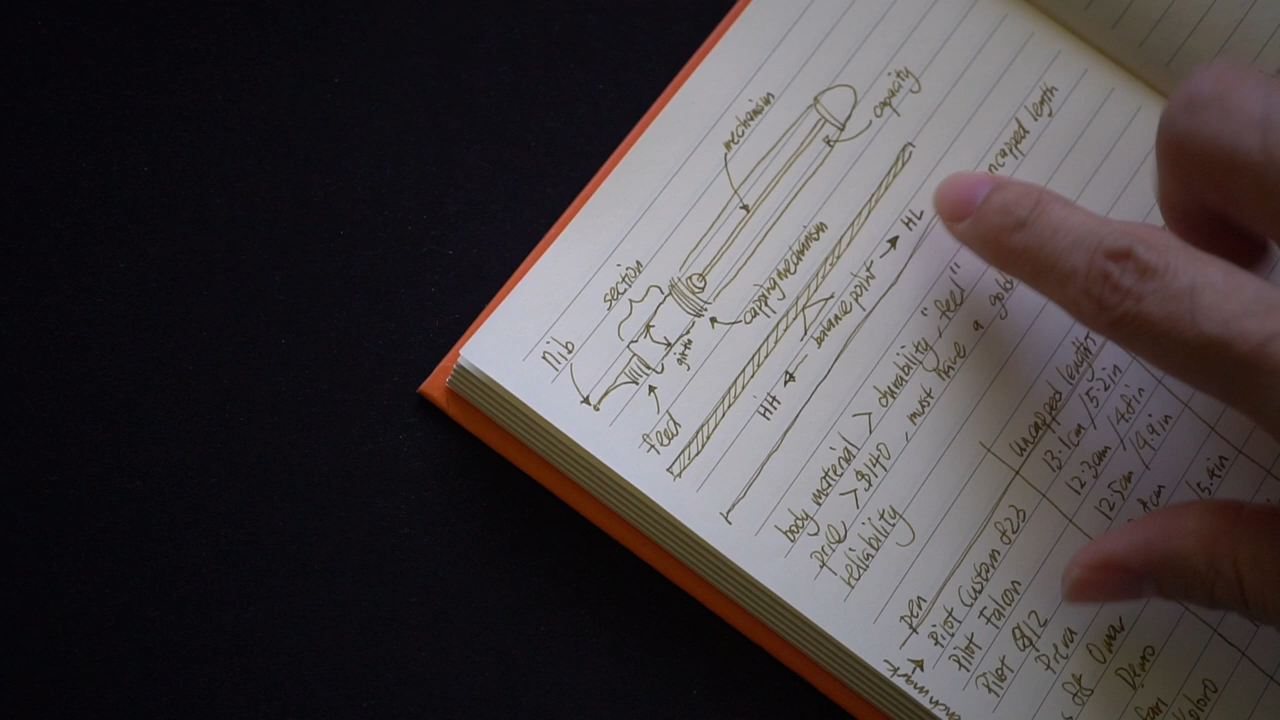 mechanism
capacity
section
nib
girth
capping mechanism
feed
HH ← balance point → HL
uncapped length
body material > durability, "feel"
price > $140, must have a gold
reliability
pen
uncapped length
Pilot Custom 823
13.1cm / 5.2in
Pilot Falcon
12.3cm / 4.8in
Pilot 912
12.5cm / 4.9in
Prera
5.4in
Omar
Demo